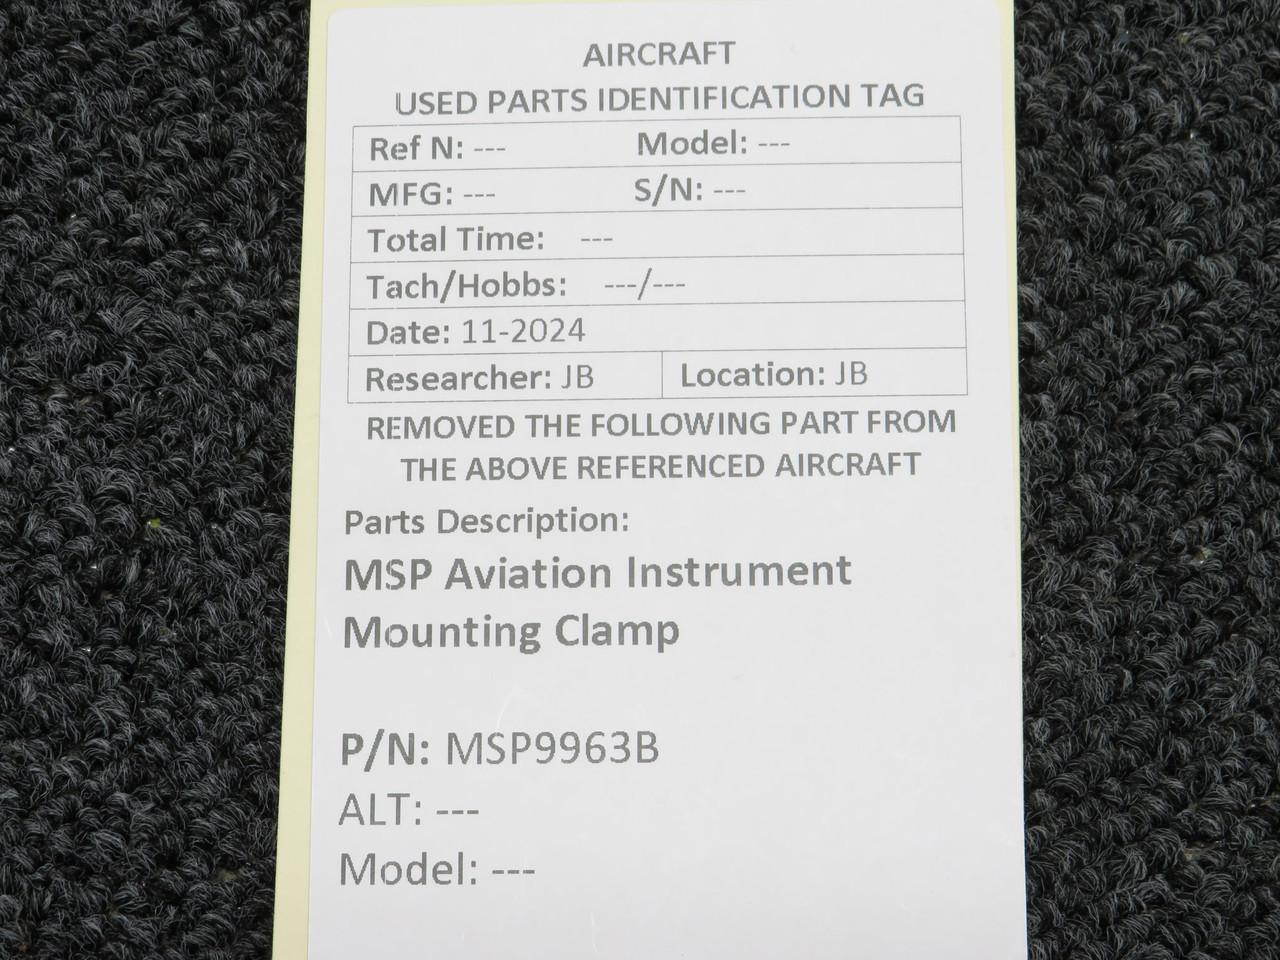 AIRCRAFT
USED PARTS IDENTIFICATION TAG
Ref N: --- Model: ---
MFG: --- S/N: ---
Total Time: ---
Tach/Hobbs: ---/---
Date: 11-2024
Researcher: JB Location: JB
REMOVED THE FOLLOWING PART FROM
THE ABOVE REFERENCED AIRCRAFT
Parts Description:
MSP Aviation Instrument
Mounting Clamp
P/N: MSP9963B
ALT: ---
Model: ---